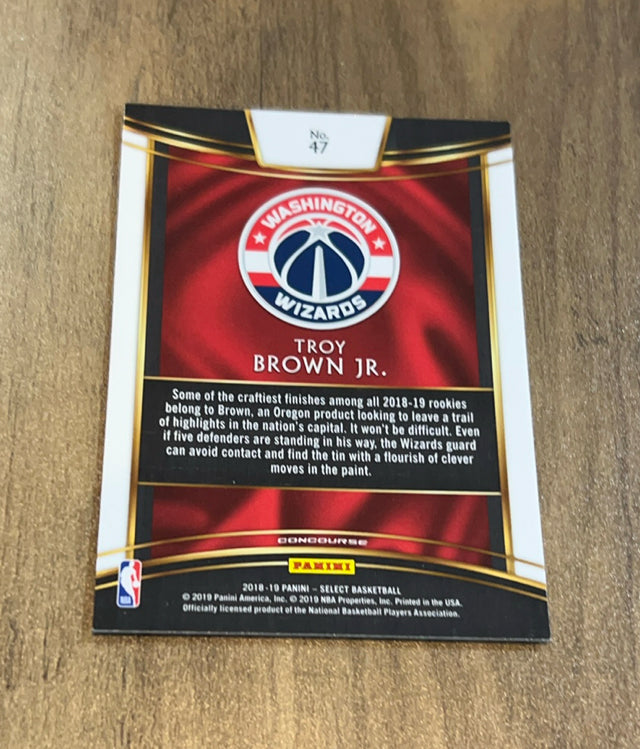 No.
47
WASHINGTON
WIZARDS
TROY
BROWN JR.
Some of the craftiest finishes among all 2018-19 rookies
belong to Brown, an Oregon product looking to leave a trail
of highlights in the nation's capital. It won't be difficult. Even
if five defenders are standing in his way, the Wizards guard
can avoid contact and find the tin with a flourish of clever
moves in the paint.
CONCOURSE
PANINI
2018-19 PANINI – SELECT BASKETBALL
© 2019 Panini America, Inc. © 2019 NBA Properties, Inc. Printed in the USA.
Officially licensed product of the National Basketball Players Association.
NBA